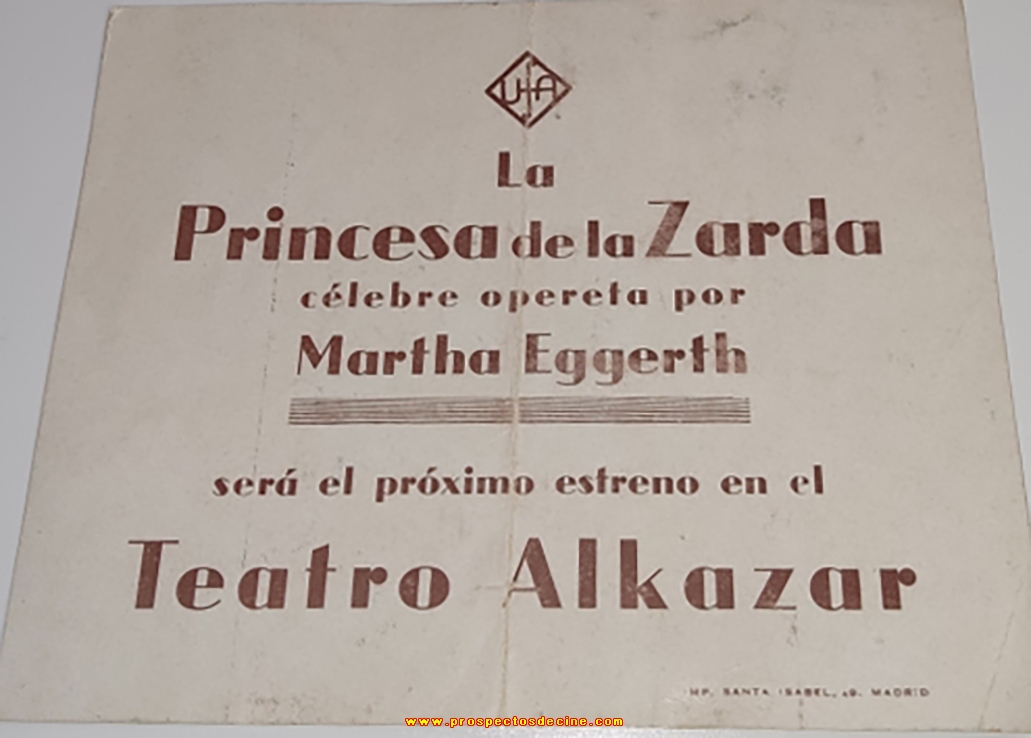 UFA
La
Princesa de la Zarda
célebre opereta por
Martha Eggerth
será el próximo estreno en el
Teatro Alkazar
IMP. SANTA ISABEL, 49. MADRID
www.prospectosdecine.com